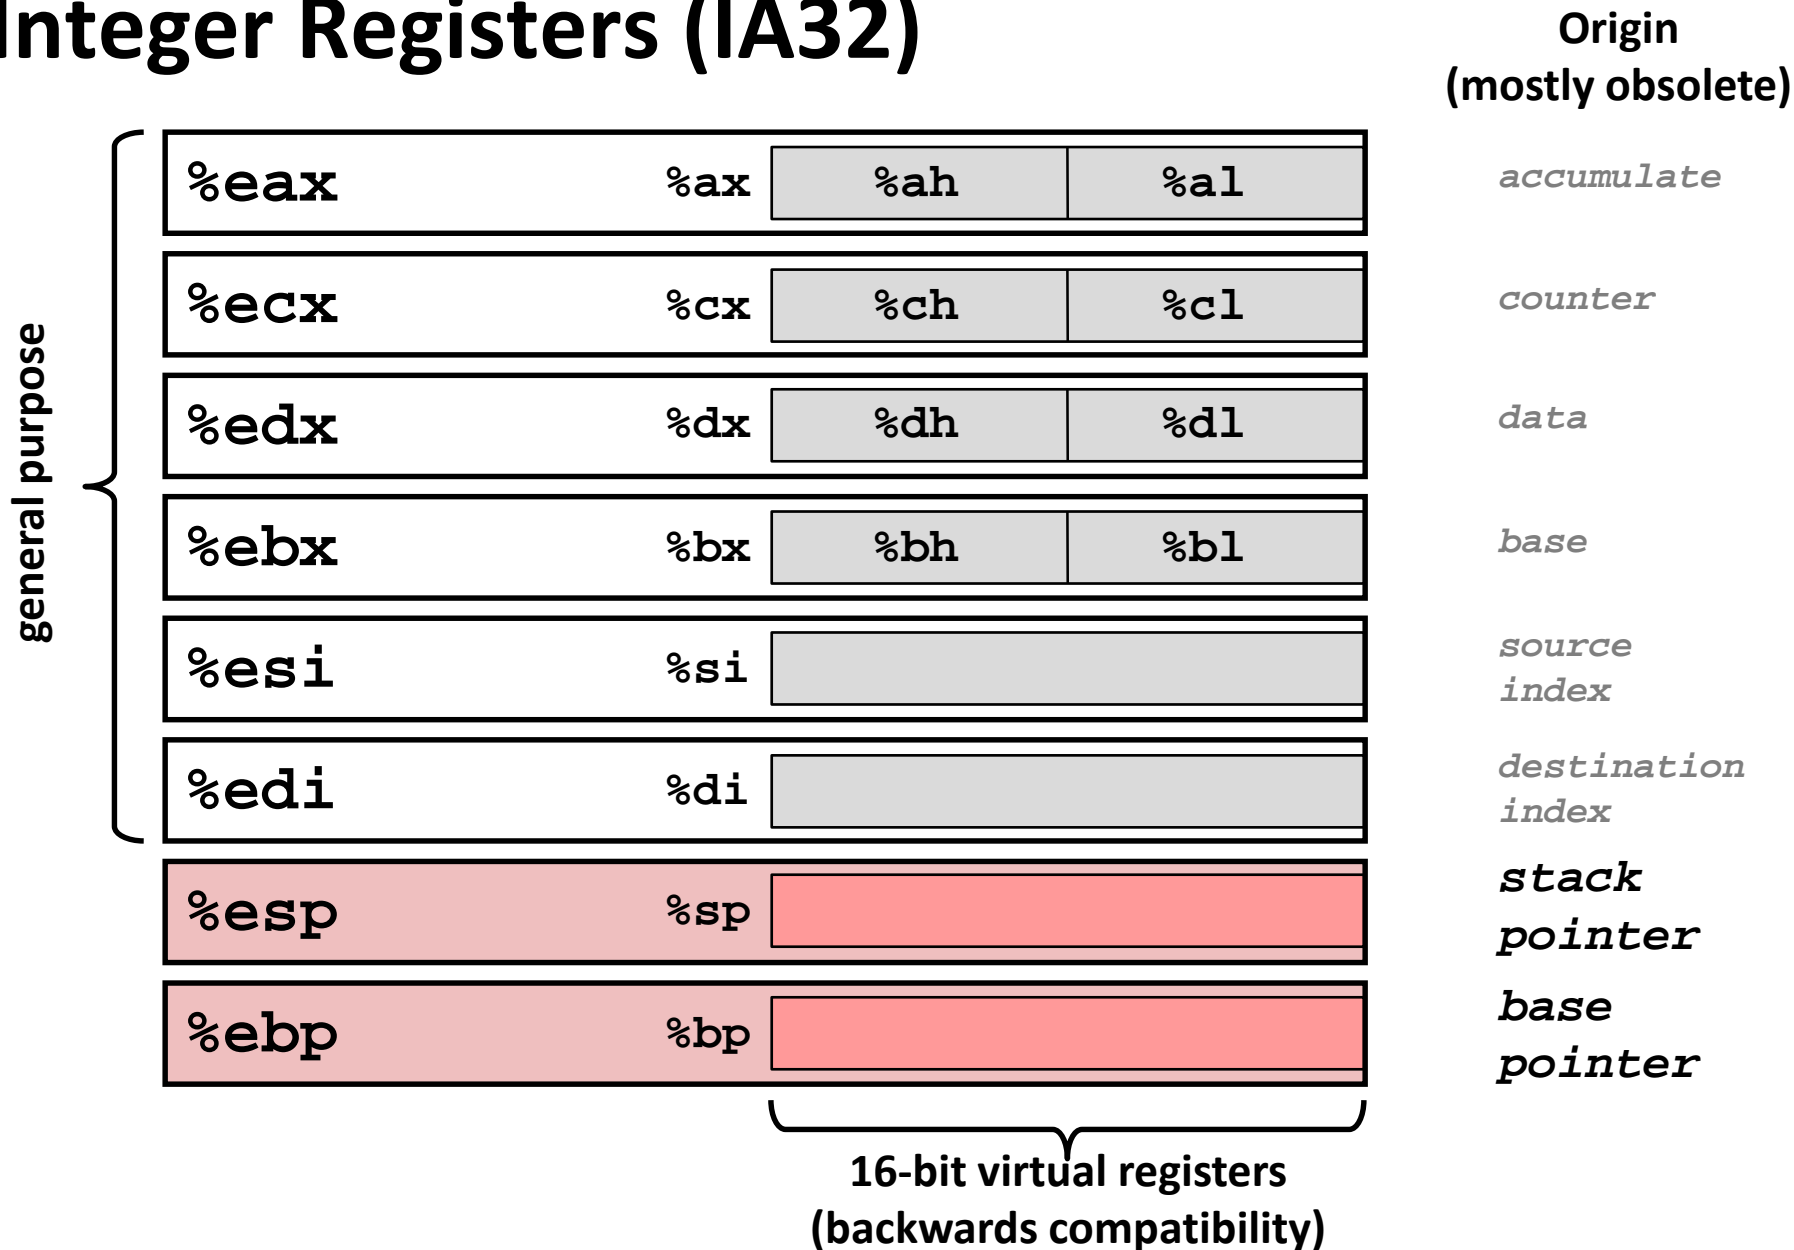 Integer Registers (IA32)
Origin
(mostly obsolete)
general purpose
%eax %ax %ah %al accumulate
%ecx %cx %ch %cl counter
%edx %dx %dh %dl data
%ebx %bx %bh %bl base
%esi %si source
index
%edi %di destination
index
%esp %sp stack
pointer
%ebp %bp base
pointer
16-bit virtual registers
(backwards compatibility)